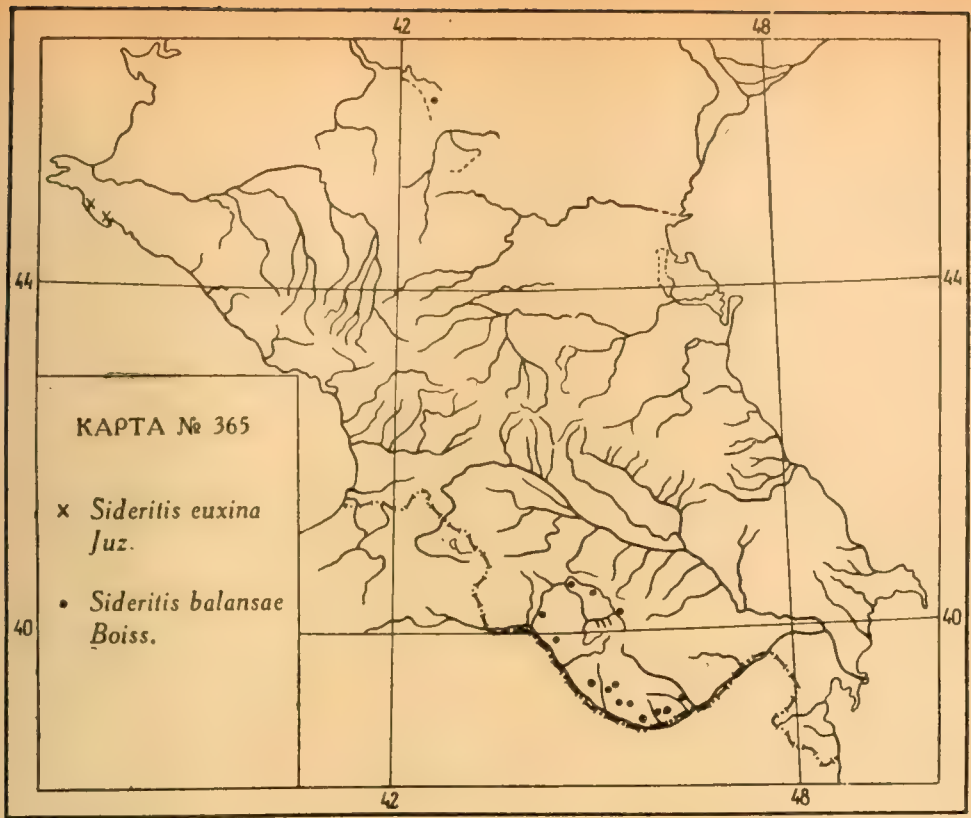 42 48
44 44
КАРТА № 365
x Sideritis euxina
Juz.
• Sideritis balansae
Boiss.
40 40
42 48